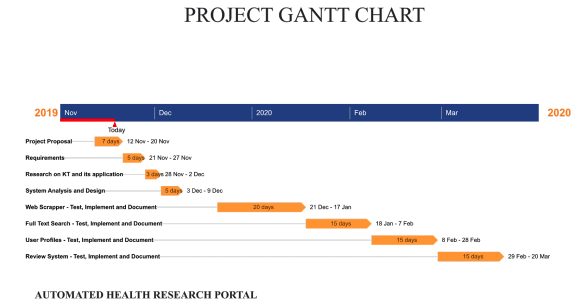 PROJECT GANTT CHART
2019 Nov Dec 2020 Feb Mar 2020
Today
Project Proposal 7 days 12 Nov - 20 Nov
Requirements 5 days 21 Nov - 27 Nov
Research on KT and its application 3 days 28 Nov - 2 Dec
System Analysis and Design 5 days 3 Dec - 9 Dec
Web Scrapper - Test, Implement and Document 20 days 21 Dec - 17 Jan
Full Text Search - Test, Implement and Document 15 days 18 Jan - 7 Feb
User Profiles - Test, Implement and Document 15 days 8 Feb - 28 Feb
Review System - Test, Implement and Document 15 days 29 Feb - 20 Mar
AUTOMATED HEALTH RESEARCH PORTAL